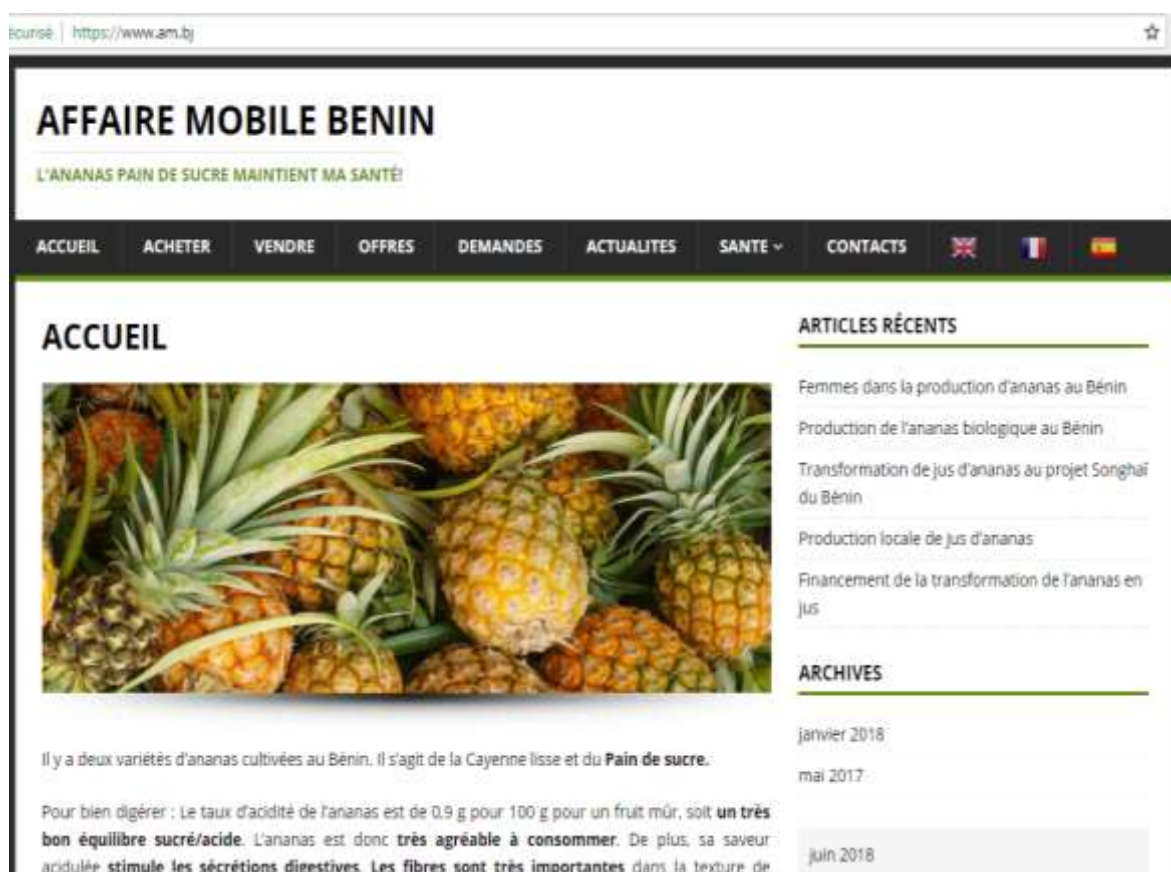 écurisé | https://www.am.bj
AFFAIRE MOBILE BENIN
L'ANANAS PAIN DE SUCRE MAINTIENT MA SANTÉ!
ACCUEIL ACHETER VENDRE OFFRES DEMANDES ACTUALITES SANTE CONTACTS
ACCUEIL
Il y a deux variétés d'ananas cultivées au Bénin. Il s'agit de la Cayenne lisse et du Pain de sucre.
Pour bien digérer : Le taux d'acidité de l'ananas est de 0,9 g pour 100 g pour un fruit mûr, soit un très
bon équilibre sucré/acide. L'ananas est donc très agréable à consommer. De plus, sa saveur
acidulée stimule les sécrétions digestives. Les fibres sont très importantes dans la texture de
ARTICLES RÉCENTS
Femmes dans la production d'ananas au Bénin
Production de l'ananas biologique au Bénin
Transformation de jus d'ananas au projet Songhaï
du Bénin
Production locale de jus d'ananas
Financement de la transformation de l'ananas en
jus
ARCHIVES
janvier 2018
mai 2017
juin 2018